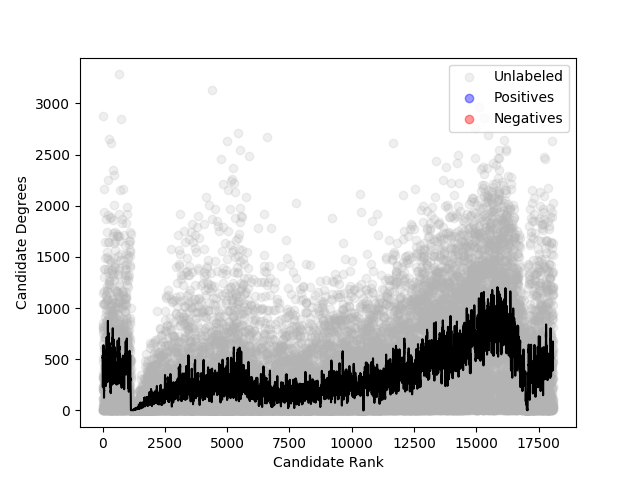 Unlabeled
Positives
Negatives
3000
2500
2000
1500
1000
500
0
Candidate Degrees
0 2500 5000 7500 10000 12500 15000 17500
Candidate Rank